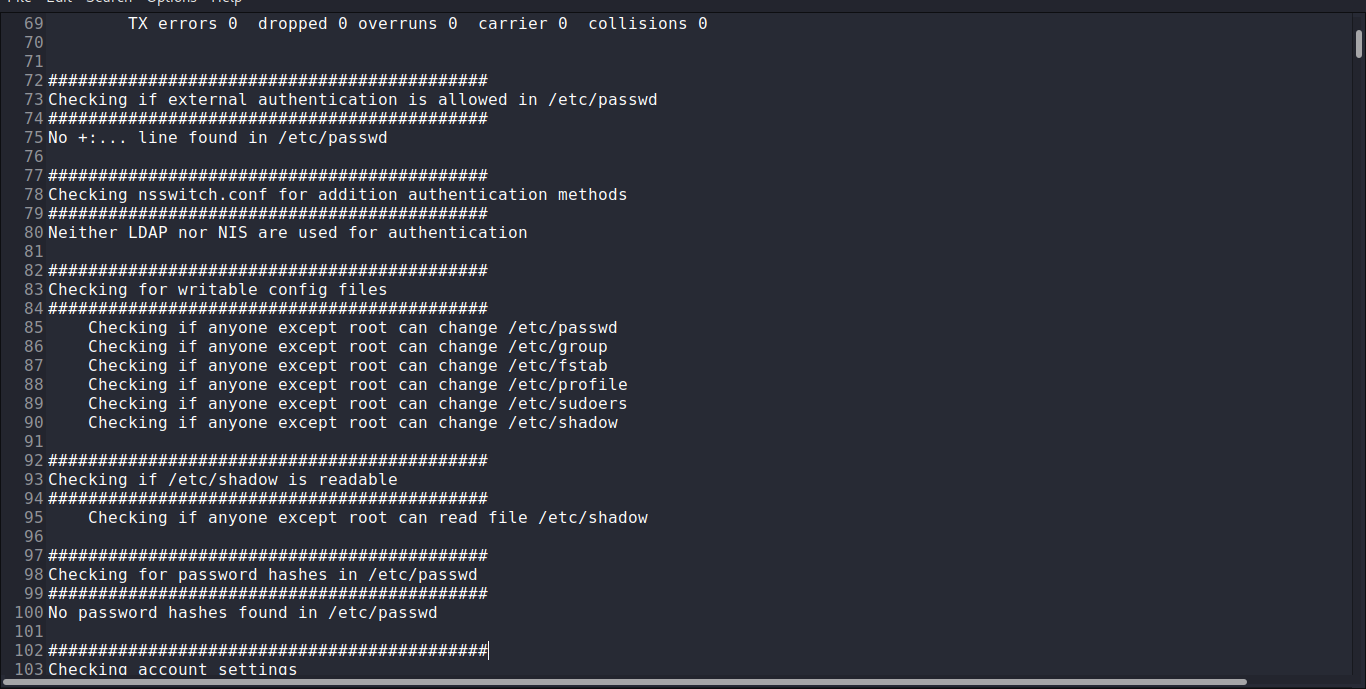 File Edit Search Options Help
69 TX errors 0 dropped 0 overruns 0 carrier 0 collisions 0
70
71
72 ############################################
73 Checking if external authentication is allowed in /etc/passwd
74 ############################################
75 No +:... line found in /etc/passwd
76
77 ############################################
78 Checking nsswitch.conf for addition authentication methods
79 ############################################
80 Neither LDAP nor NIS are used for authentication
81
82 ############################################
83 Checking for writable config files
84 ############################################
85 Checking if anyone except root can change /etc/passwd
86 Checking if anyone except root can change /etc/group
87 Checking if anyone except root can change /etc/fstab
88 Checking if anyone except root can change /etc/profile
89 Checking if anyone except root can change /etc/sudoers
90 Checking if anyone except root can change /etc/shadow
91
92 ############################################
93 Checking if /etc/shadow is readable
94 ############################################
95 Checking if anyone except root can read file /etc/shadow
96
97 ############################################
98 Checking for password hashes in /etc/passwd
99 ############################################
100 No password hashes found in /etc/passwd
101
102 ############################################
103 Checking account settings